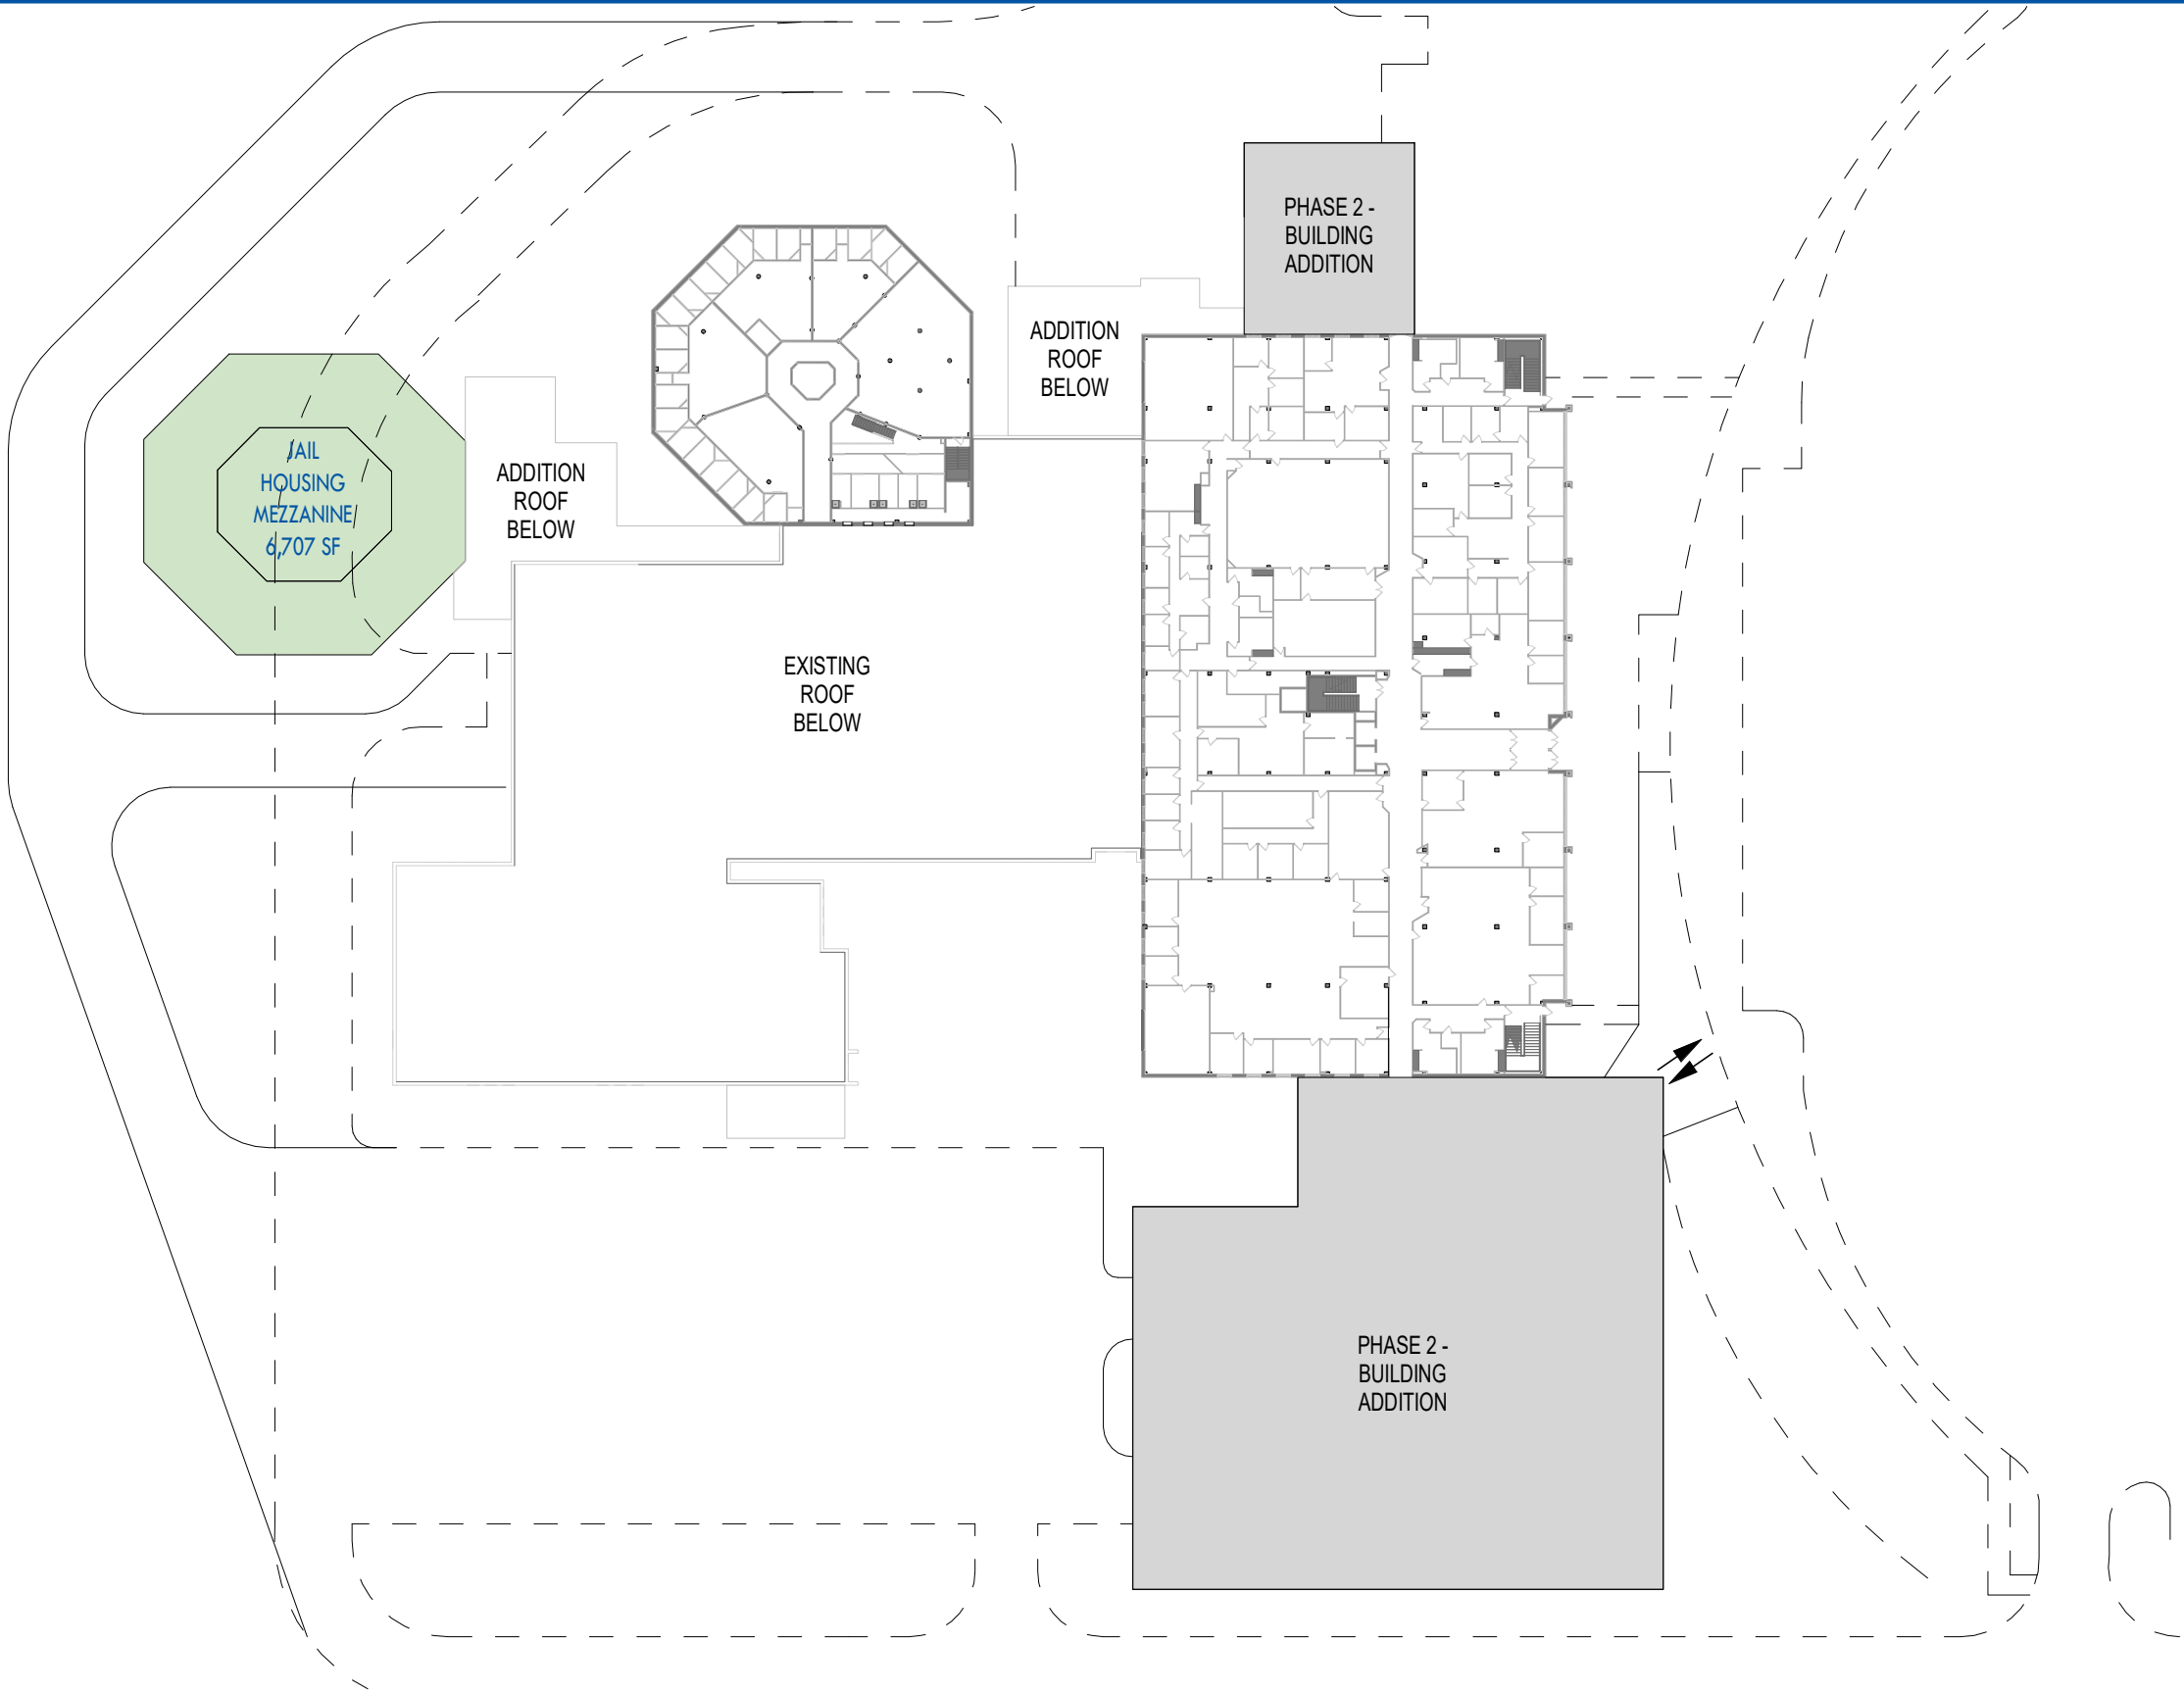 PHASE 2 -
BUILDING
ADDITION
ADDITION
ROOF
BELOW
JAIL
HOUSING
MEZZANINE
6,707 SF
ADDITION
ROOF
BELOW
EXISTING
ROOF
BELOW
PHASE 2 -
BUILDING
ADDITION